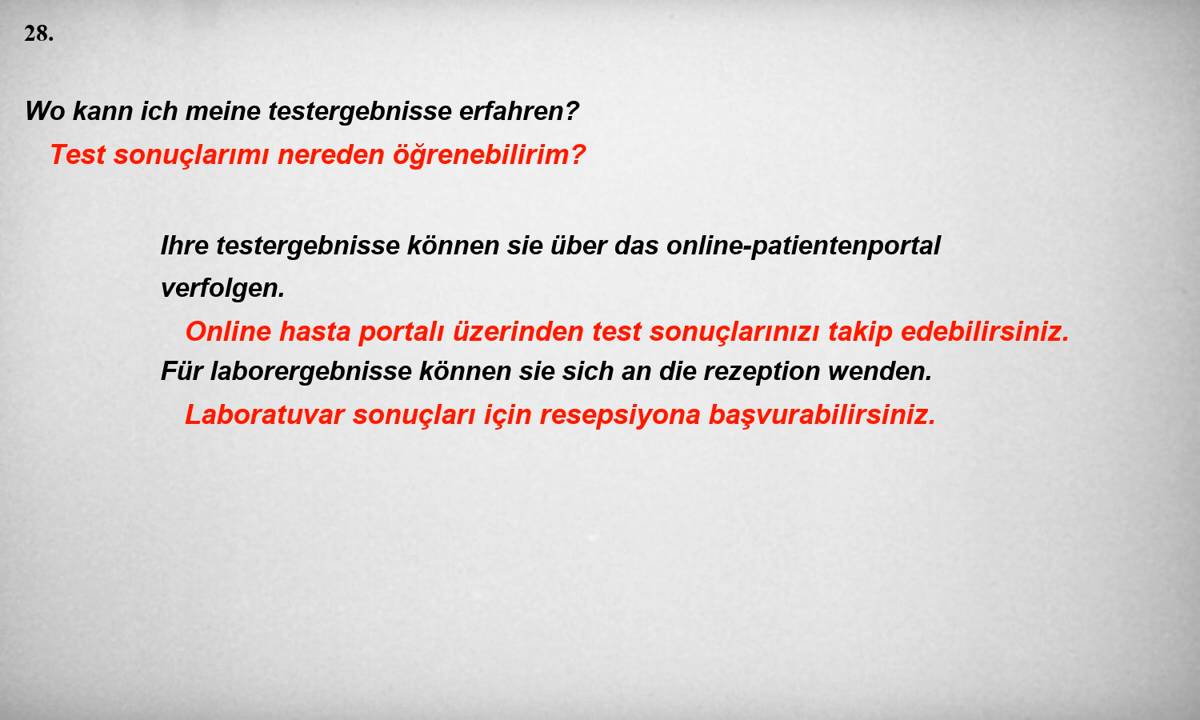 28.
Wo kann ich meine testergebnisse erfahren?
Test sonuçlarımı nereden öğrenebilirim?
Ihre testergebnisse können sie über das online-patientenportal
verfolgen.
Online hasta portalı üzerinden test sonuçlarınızı takip edebilirsiniz.
Für laborergebnisse können sie sich an die rezeption wenden.
Laboratuvar sonuçları için resepsiyona başvurabilirsiniz.